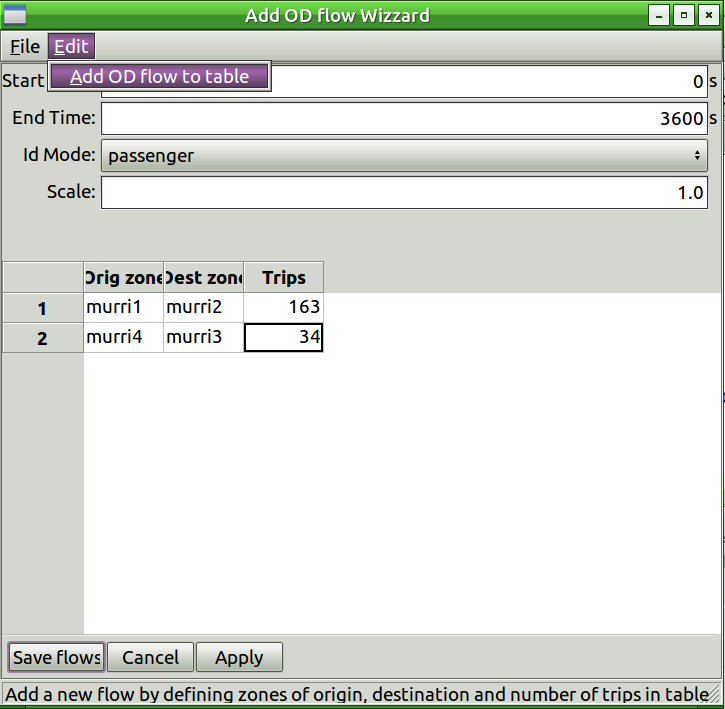 Add OD flow Wizzard
File Edit
Add OD flow to table
Start 0 s
End Time: 3600 s
Id Mode: passenger
Scale: 1.0
Orig zone Dest zone Trips
1 murri1 murri2 163
2 murri4 murri3 34
Save flows Cancel Apply
Add a new flow by defining zones of origin, destination and number of trips in table